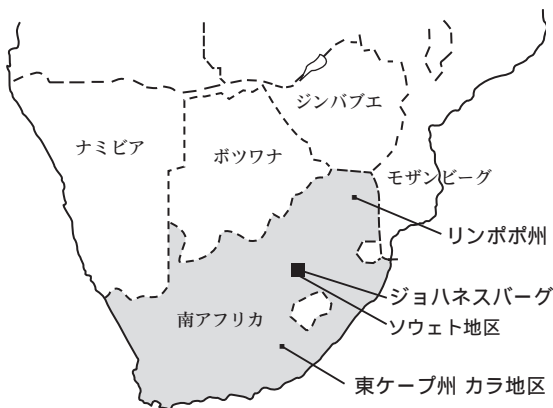 ジンバブエ
ナミビア
ボツワナ
モザンビーグ
リンポポ州
ジョハネスバーグ
ソウェト地区
南アフリカ
東ケープ州 カラ地区